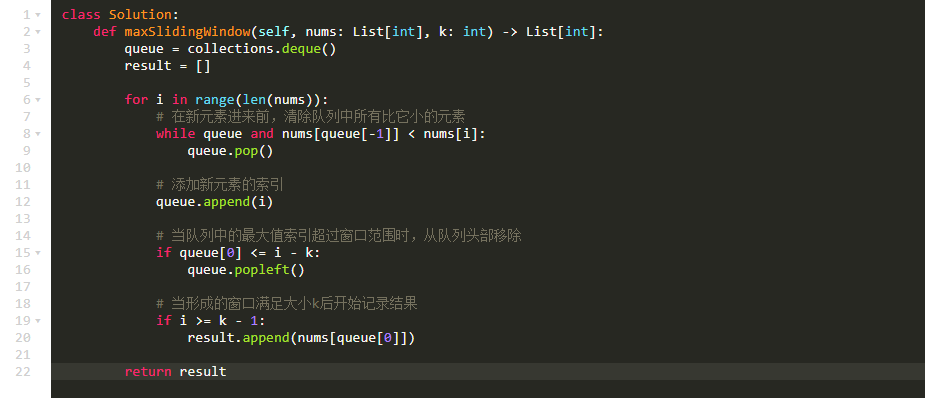 1 class Solution:
2     def maxSlidingWindow(self, nums: List[int], k: int) -> List[int]:
3         queue = collections.deque()
4         result = []
5
6         for i in range(len(nums)):
7             # 在新元素进来前，清除队列中所有比它小的元素
8             while queue and nums[queue[-1]] < nums[i]:
9                 queue.pop()
10
11             # 添加新元素的索引
12             queue.append(i)
13
14             # 当队列中的最大值索引超过窗口范围时，从队列头部移除
15             if queue[0] <= i - k:
16                 queue.popleft()
17
18             # 当形成的窗口满足大小k后开始记录结果
19             if i >= k - 1:
20                 result.append(nums[queue[0]])
21
22         return result